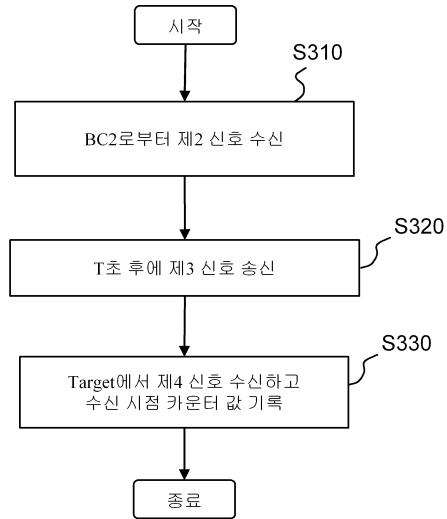 시작
S310
BC2로부터 제2 신호 수신
S320
T초 후에 제3 신호 송신
S330
Target에서 제4 신호 수신하고
수신 시점 카운터 값 기록
종료